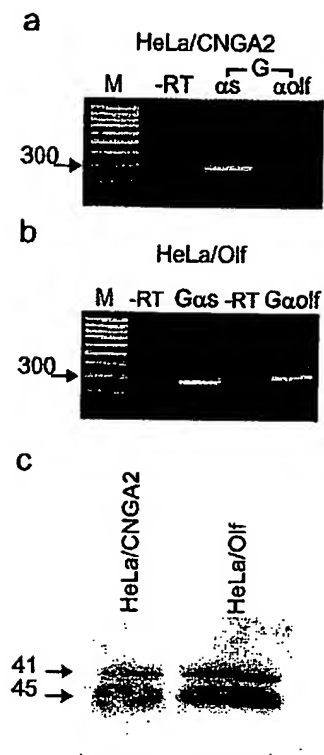 a
HeLa/CNGA2
G
M -RT αs αolf
300
b
HeLa/Olf
M -RT Gαs -RT Gαolf
300
c
HeLa/CNGA2
HeLa/Olf
41
45